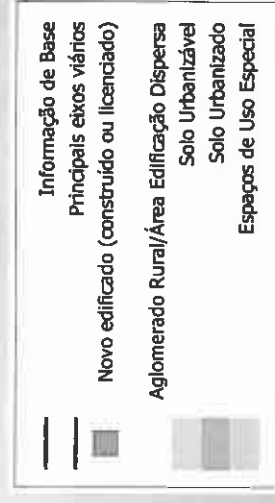 Informação de Base
Principais eixos viários
Novo edificado (construído ou licenciado)
Aglomerado Rural/Área Edificação Dispersa
Solo Urbanizável
Solo Urbanizado
Espaços de Uso Especial